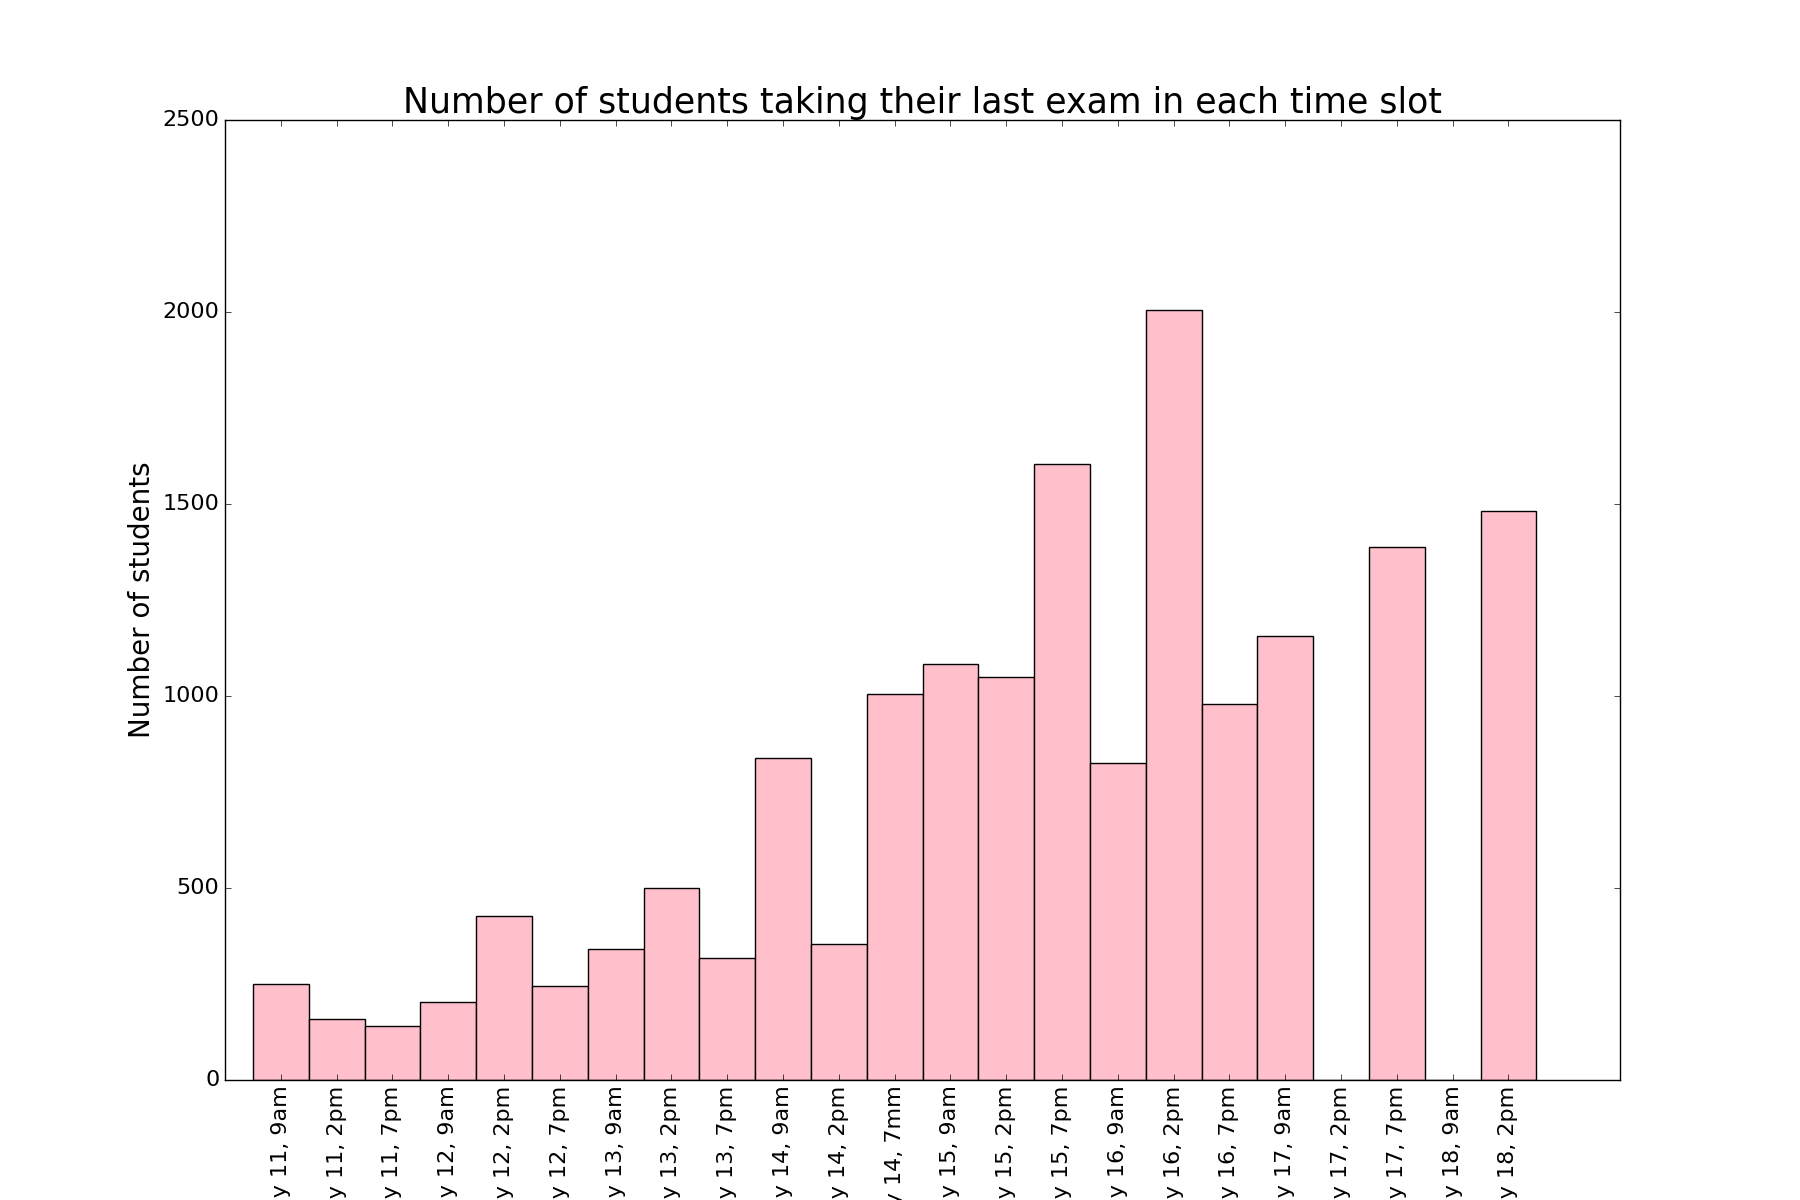 Number of students taking their last exam in each time slot
Number of students
2500
2000
1500
1000
500
0
y 11, 9am
y 11, 2pm
y 11, 7pm
y 12, 9am
y 12, 2pm
y 12, 7pm
y 13, 9am
y 13, 2pm
y 13, 7pm
y 14, 9am
y 14, 2pm
y 14, 7mm
y 15, 9am
y 15, 2pm
y 15, 7pm
y 16, 9am
y 16, 2pm
y 16, 7pm
y 17, 9am
y 17, 2pm
y 17, 7pm
y 18, 9am
y 18, 2pm